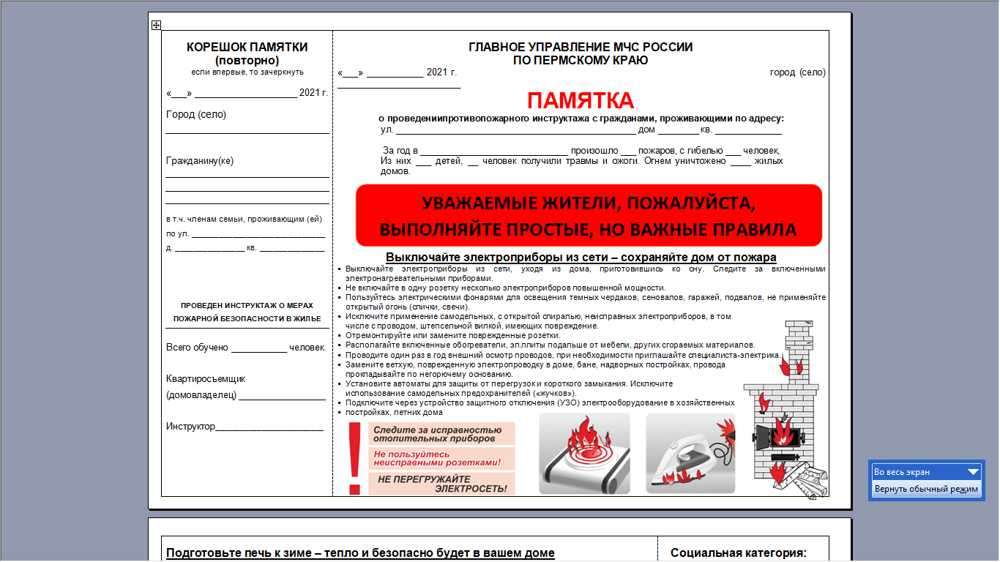 КОРЕШОК ПАМЯТКИ
(повторно)
если впервые, то зачеркнуть
«___» ____________________ 2021 г.
Город (село)
________________________________
Гражданину(ке)
________________________________
________________________________
________________________________
в т.ч. членам семьи, проживающим (ей)
по ул. ______________________________
д. ________________ кв. _______________
ПРОВЕДЕН ИНСТРУКТАЖ О МЕРАХ
ПОЖАРНОЙ БЕЗОПАСНОСТИ В ЖИЛЬЕ
Всего обучено ___________ человек.
Квартиросъемщик
(домовладелец) _________________
Инструктор_____________________
ГЛАВНОЕ УПРАВЛЕНИЕ МЧС РОССИИ
ПО ПЕРМСКОМУ КРАЮ
«___» ___________ 2021 г. город (село)
________________________
ПАМЯТКА
о проведениипротивопожарного инструктажа с гражданами, проживающими по адресу:
ул. _______________________________________________ дом ________ кв. _____________
За год в _____________________________ произошло ___ пожаров, с гибелью ___ человек,
Из них ___ детей, __ человек получили травмы и ожоги. Огнем уничтожено ____ жилых
домов.
УВАЖАЕМЫЕ ЖИТЕЛИ, ПОЖАЛУЙСТА,
ВЫПОЛНЯЙТЕ ПРОСТЫЕ, НО ВАЖНЫЕ ПРАВИЛА
Выключайте электроприборы из сети – сохраняйте дом от пожара
▪ Выключайте электроприборы из сети, уходя из дома, приготовившись ко сну. Следите за включенными
электронагревательными приборами.
▪ Не включайте в одну розетку несколько электроприборов повышенной мощности.
▪ Пользуйтесь электрическими фонарями для освещения темных чердаков, сеновалов, гаражей, подвалов, не применяйте
открытый огонь (спички, свечи).
▪ Исключите применение самодельных, с открытой спиралью, неисправных электроприборов, в том
числе с проводом, штепсельной вилкой, имеющих повреждение.
▪ Отремонтируйте или замените поврежденные розетки.
▪ Располагайте включенные обогреватели, эл.плиты подальше от мебели, других сгораемых материалов.
▪ Проводите один раз в год внешний осмотр проводов, при необходимости приглашайте специалиста-электрика.
▪ Замените ветхую, поврежденную электропроводку в доме, бане, надворных постройках, провода
прокладывайте по негорючему основанию.
▪ Установите автоматы для защиты от перегрузок и короткого замыкания. Исключите
использование самодельных предохранителей («жучков»).
▪ Подключите через устройство защитного отключения (УЗО) электрооборудование в хозяйственных
▪ постройках, летних дома
! Следите за исправностью
отопительных приборов
Не пользуйтесь
неисправными розетками!
НЕ ПЕРЕГРУЖАЙТЕ
ЭЛЕКТРОСЕТЬ!
Во весь экран
Вернуть обычный режим
Подготовьте печь к зиме – тепло и безопасно будет в вашем доме
Социальная категория: